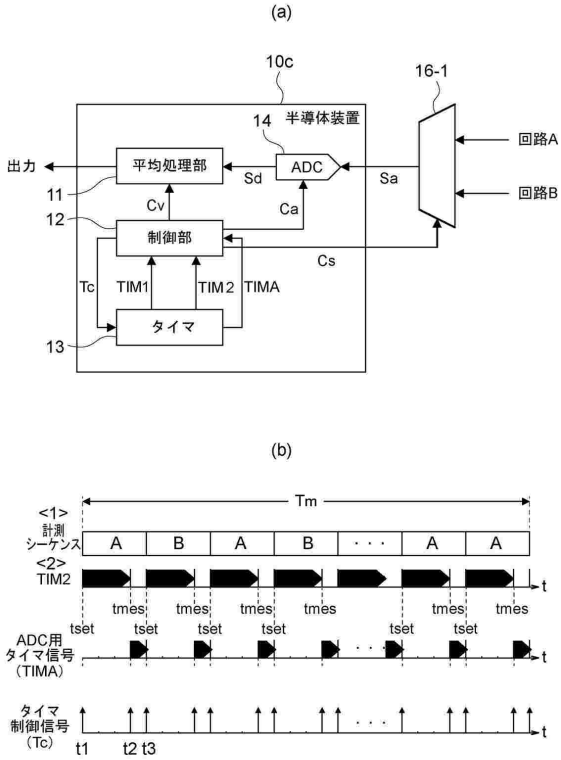 (a)
10c
16-1
14
半導体装置
出力
平均処理部
ADC
回路A
11
Sd
Sa
12
Cv
Ca
回路B
制御部
Cs
Tc
TIM1
TIM2
TIMA
タイマ
13
(b)
Tm
<1>
計測
シーケンス
A B A B ・・・ A A
<2>
TIM2
t
tmes tmes tmes tmes tmes tmes
tset tset tset tset tset tset
ADC用
タイマ信号
(TIMA)
・・・
t
タイマ
制御信号
(Tc)
・・・
t
t1 t2 t3